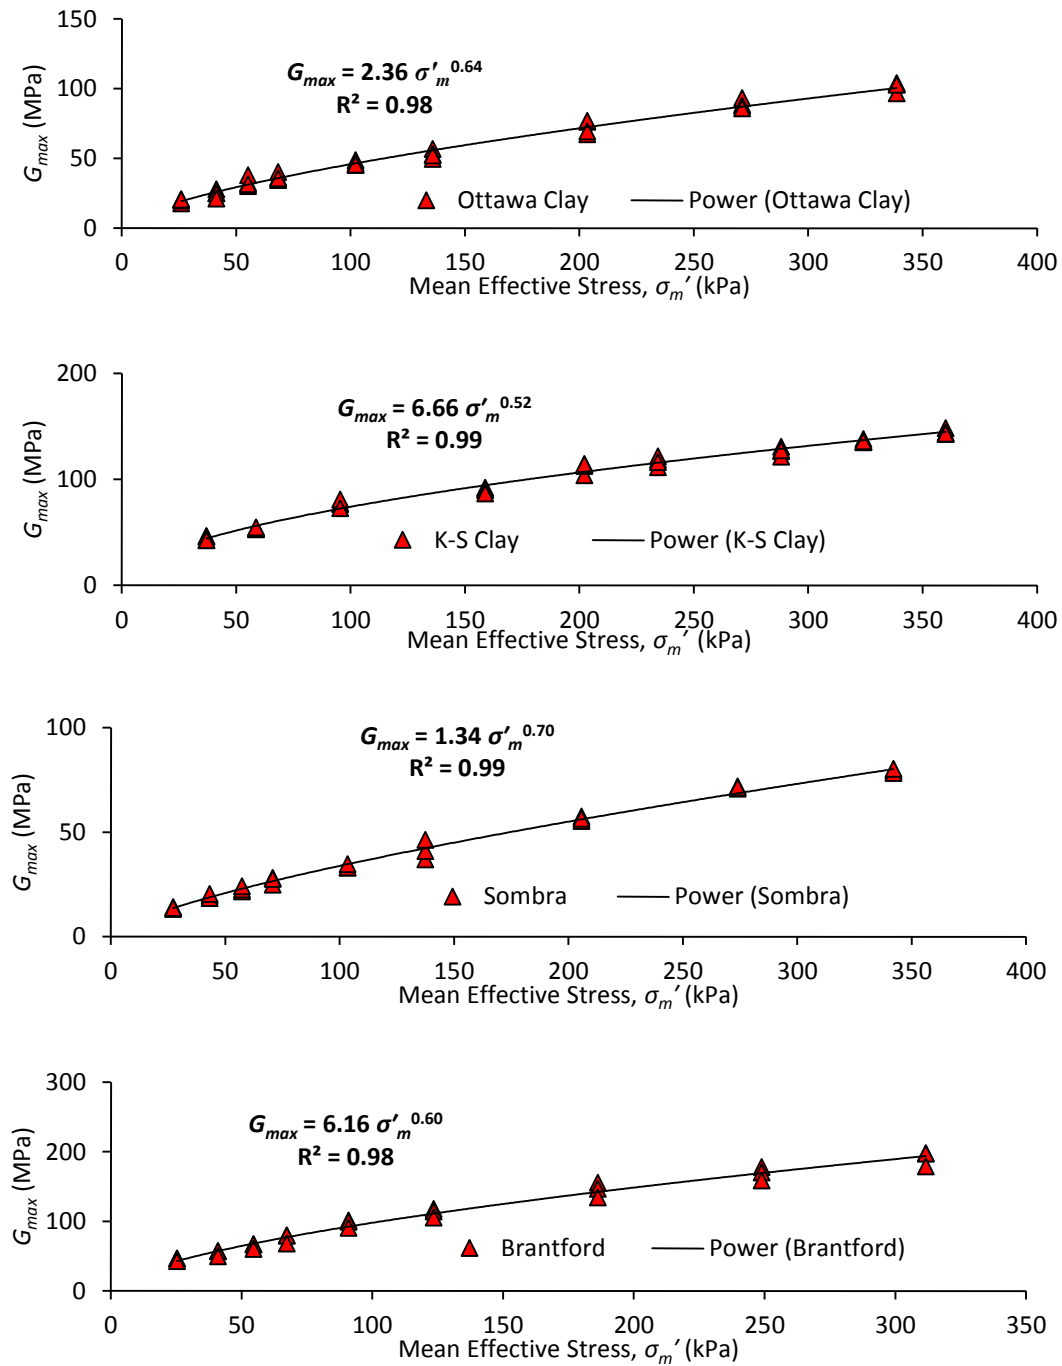 150
G_max = 2.36 σ′_m^0.64
R² = 0.98
100
G_max (MPa)
50
Ottawa Clay Power (Ottawa Clay)
0
0 50 100 150 200 250 300 350 400
Mean Effective Stress, σ_m′ (kPa)
200
G_max = 6.66 σ′_m^0.52
R² = 0.99
G_max (MPa)
100
K-S Clay Power (K-S Clay)
0
0 50 100 150 200 250 300 350 400
Mean Effective Stress, σ_m′ (kPa)
100
G_max = 1.34 σ′_m^0.70
R² = 0.99
G_max (MPa)
50
Sombra Power (Sombra)
0
0 50 100 150 200 250 300 350 400
Mean Effective Stress, σ_m′ (kPa)
300
G_max = 6.16 σ′_m^0.60
R² = 0.98
200
G_max (MPa)
100
Brantford Power (Brantford)
0
0 50 100 150 200 250 300 350
Mean Effective Stress, σ_m′ (kPa)